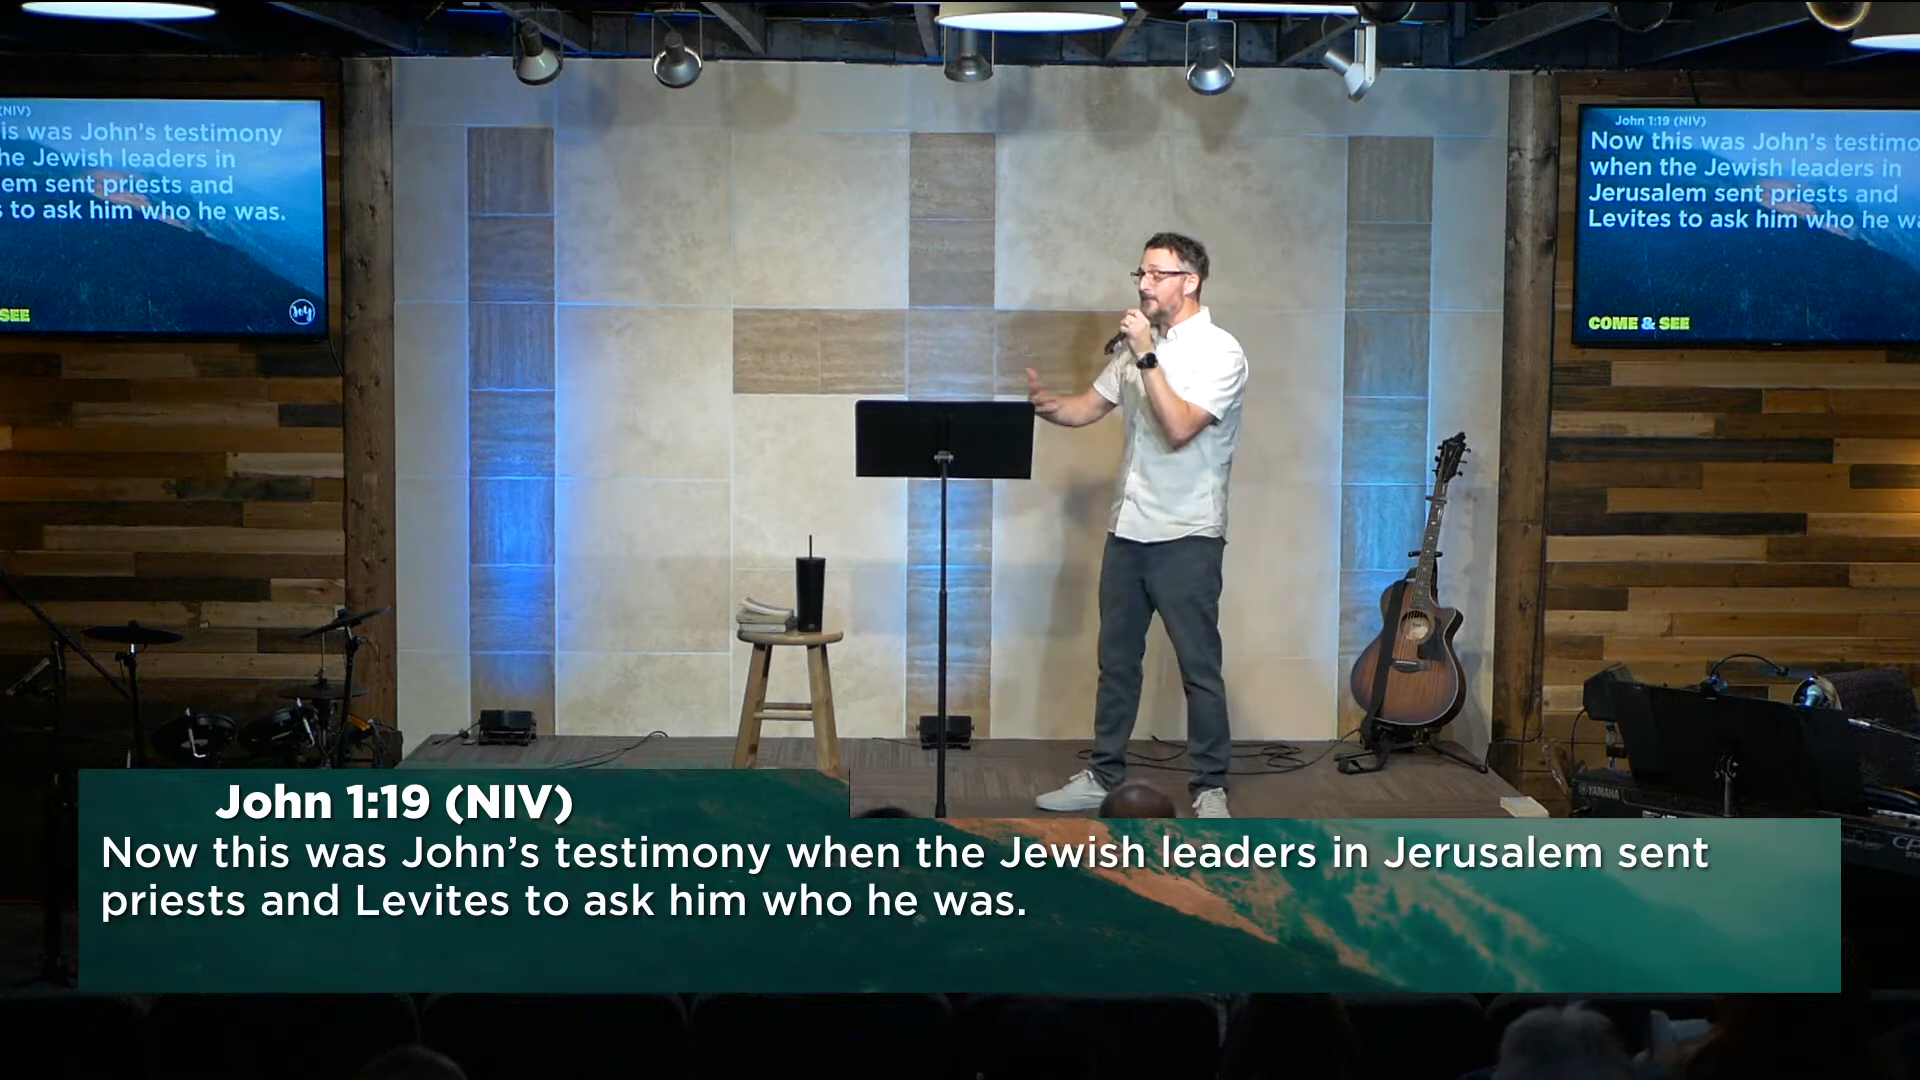 (NIV)
is was John's testimony
he Jewish leaders in
em sent priests and
s to ask him who he was.
SEE
Joy
John 1:19 (NIV)
Now this was John's testimo
when the Jewish leaders in
Jerusalem sent priests and
Levites to ask him who he wa
COME & SEE
YAMAHA
John 1:19 (NIV)
Now this was John's testimony when the Jewish leaders in Jerusalem sent
priests and Levites to ask him who he was.